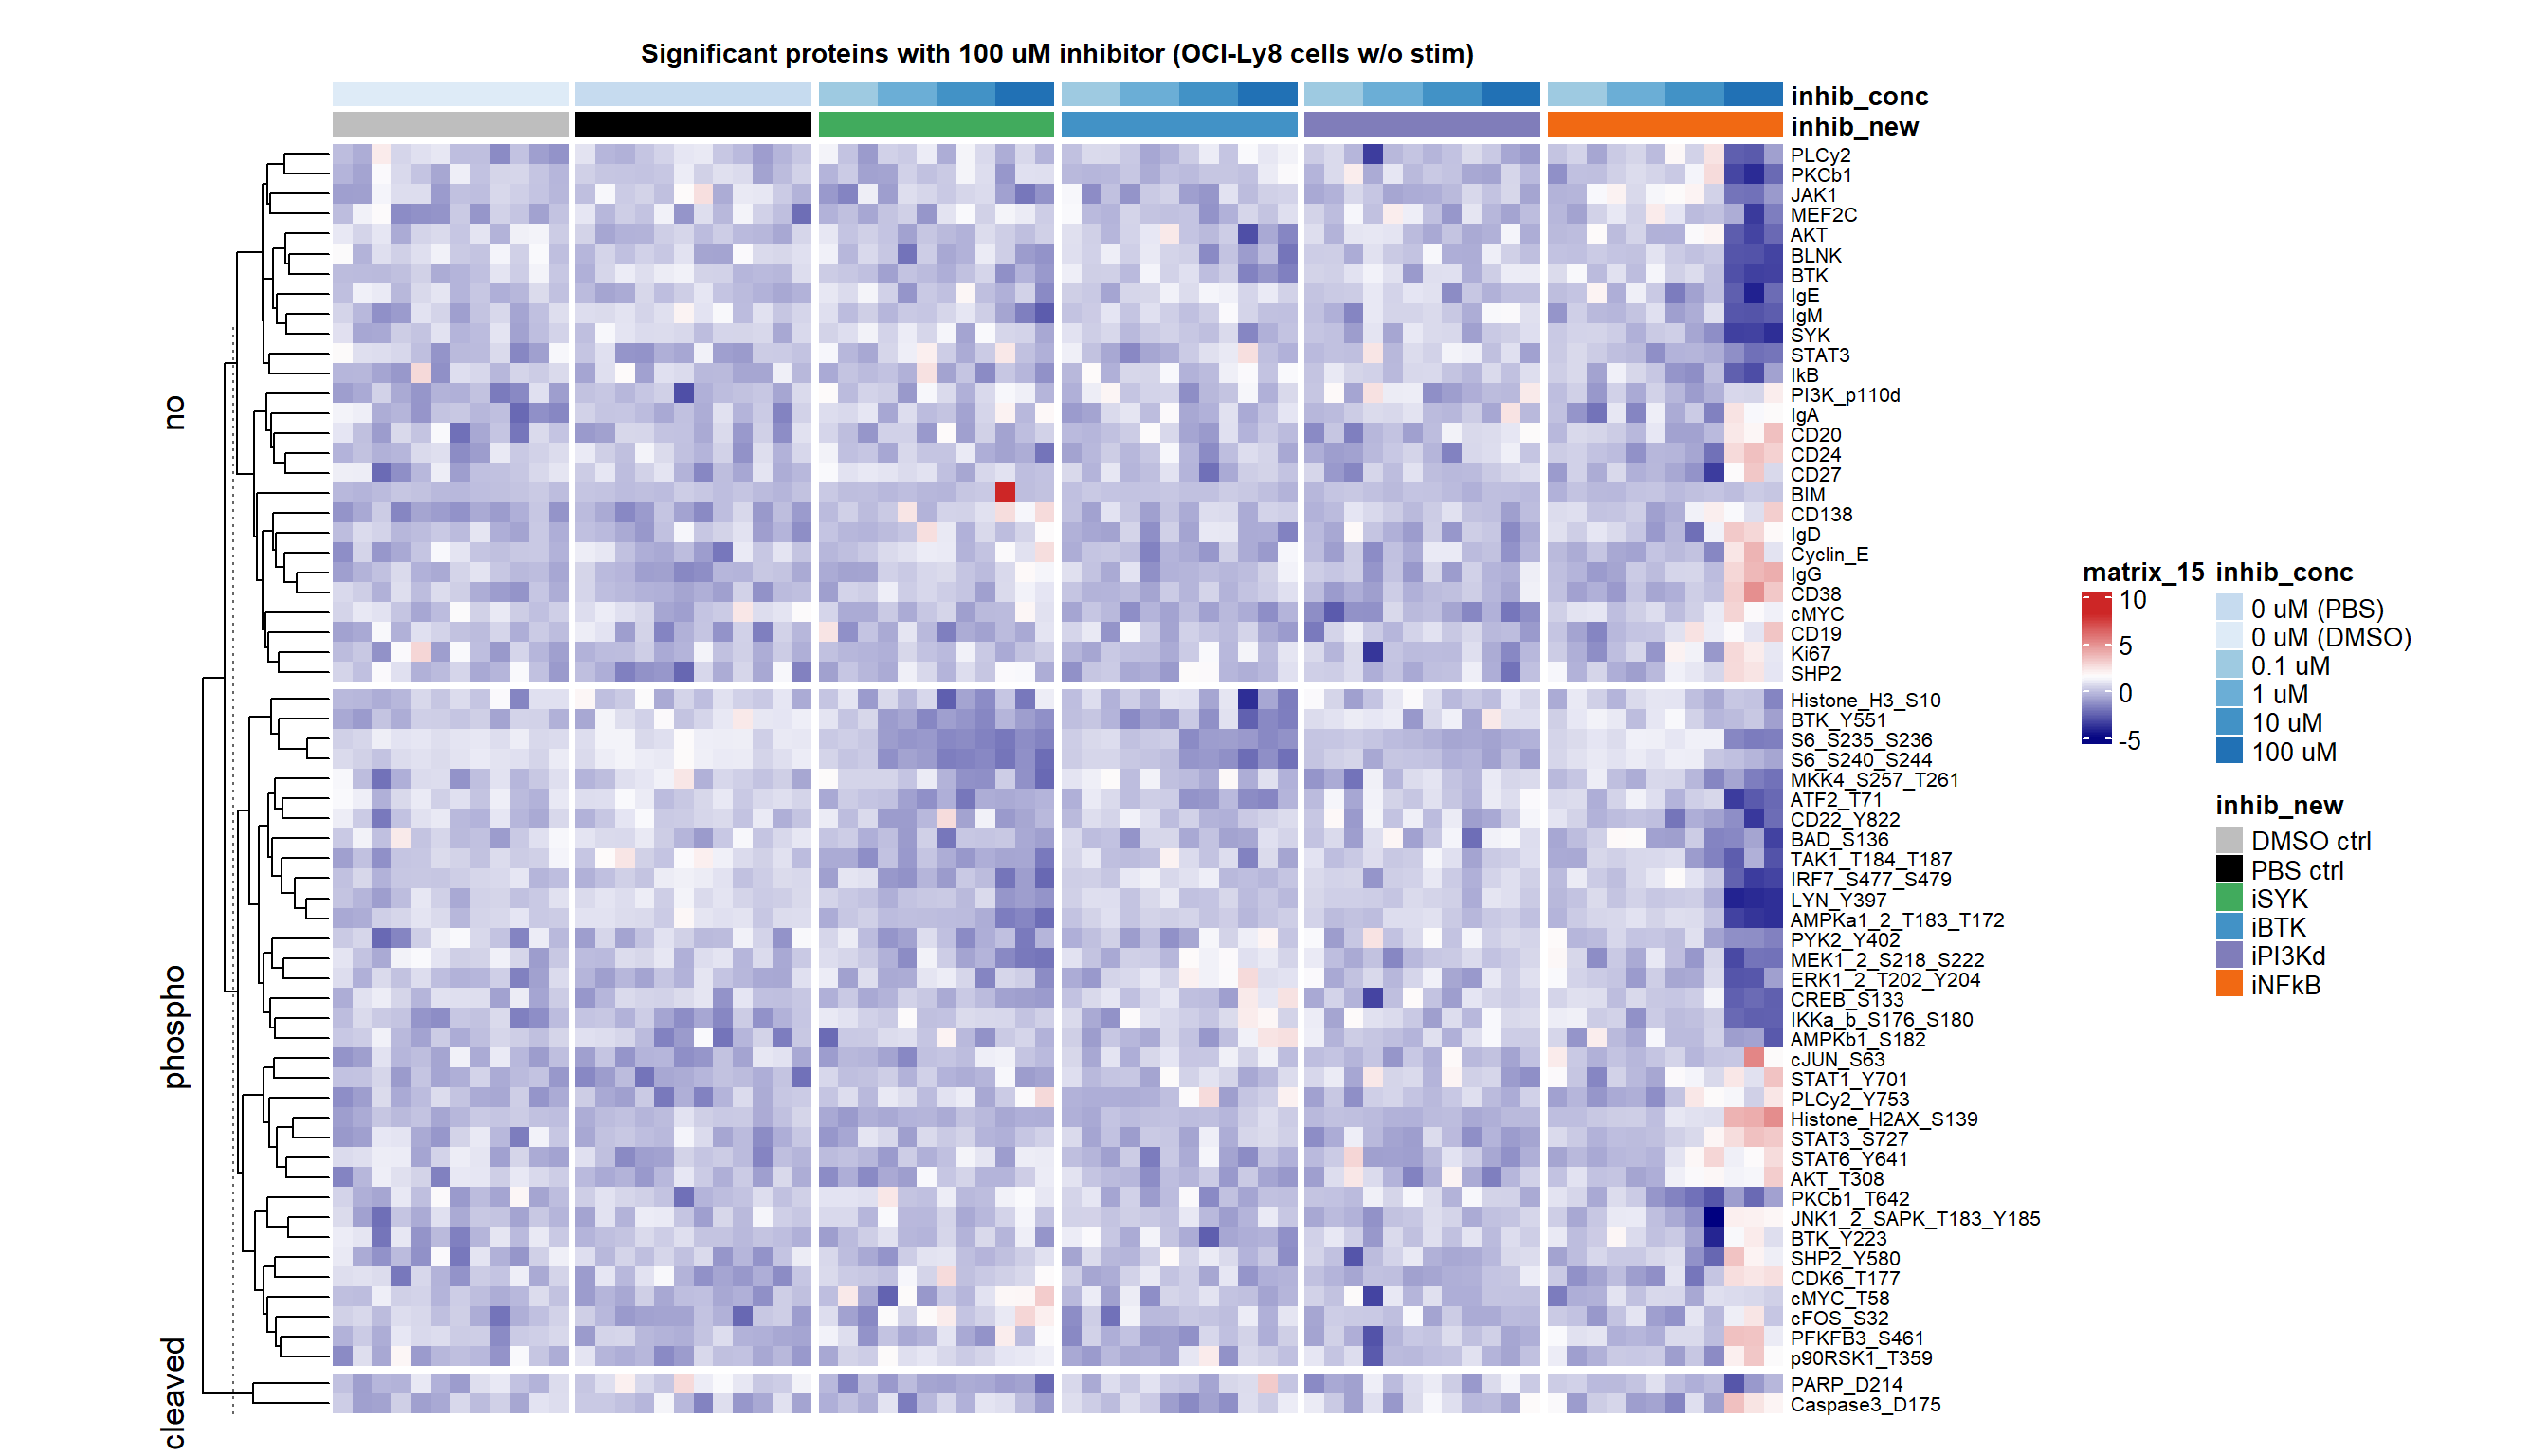 Significant proteins with 100 uM inhibitor (OCI-Ly8 cells w/o stim)
inhib_conc
inhib_new
no
PLCy2
PKCb1
JAK1
MEF2C
AKT
BLNK
BTK
IgE
IgM
SYK
STAT3
IkB
PI3K_p110d
IgA
CD20
CD24
CD27
BIM
CD138
IgD
Cyclin_E
IgG
CD38
cMYC
CD19
Ki67
SHP2
phospho
Histone_H3_S10
BTK_Y551
S6_S235_S236
S6_S240_S244
MKK4_S257_T261
ATF2_T71
CD22_Y822
BAD_S136
TAK1_T184_T187
IRF7_S477_S479
LYN_Y397
AMPKa1_2_T183_T172
PYK2_Y402
MEK1_2_S218_S222
ERK1_2_T202_Y204
CREB_S133
IKKa_b_S176_S180
AMPKb1_S182
cJUN_S63
STAT1_Y701
PLCy2_Y753
Histone_H2AX_S139
STAT3_S727
STAT6_Y641
AKT_T308
PKCb1_T642
JNK1_2_SAPK_T183_Y185
BTK_Y223
SHP2_Y580
CDK6_T177
cMYC_T58
cFOS_S32
PFKFB3_S461
p90RSK1_T359
cleaved
PARP_D214
Caspase3_D175
matrix_15
10
5
0
-5
inhib_conc
0 uM (PBS)
0 uM (DMSO)
0.1 uM
1 uM
10 uM
100 uM
inhib_new
DMSO ctrl
PBS ctrl
iSYK
iBTK
iPI3Kd
iNFkB